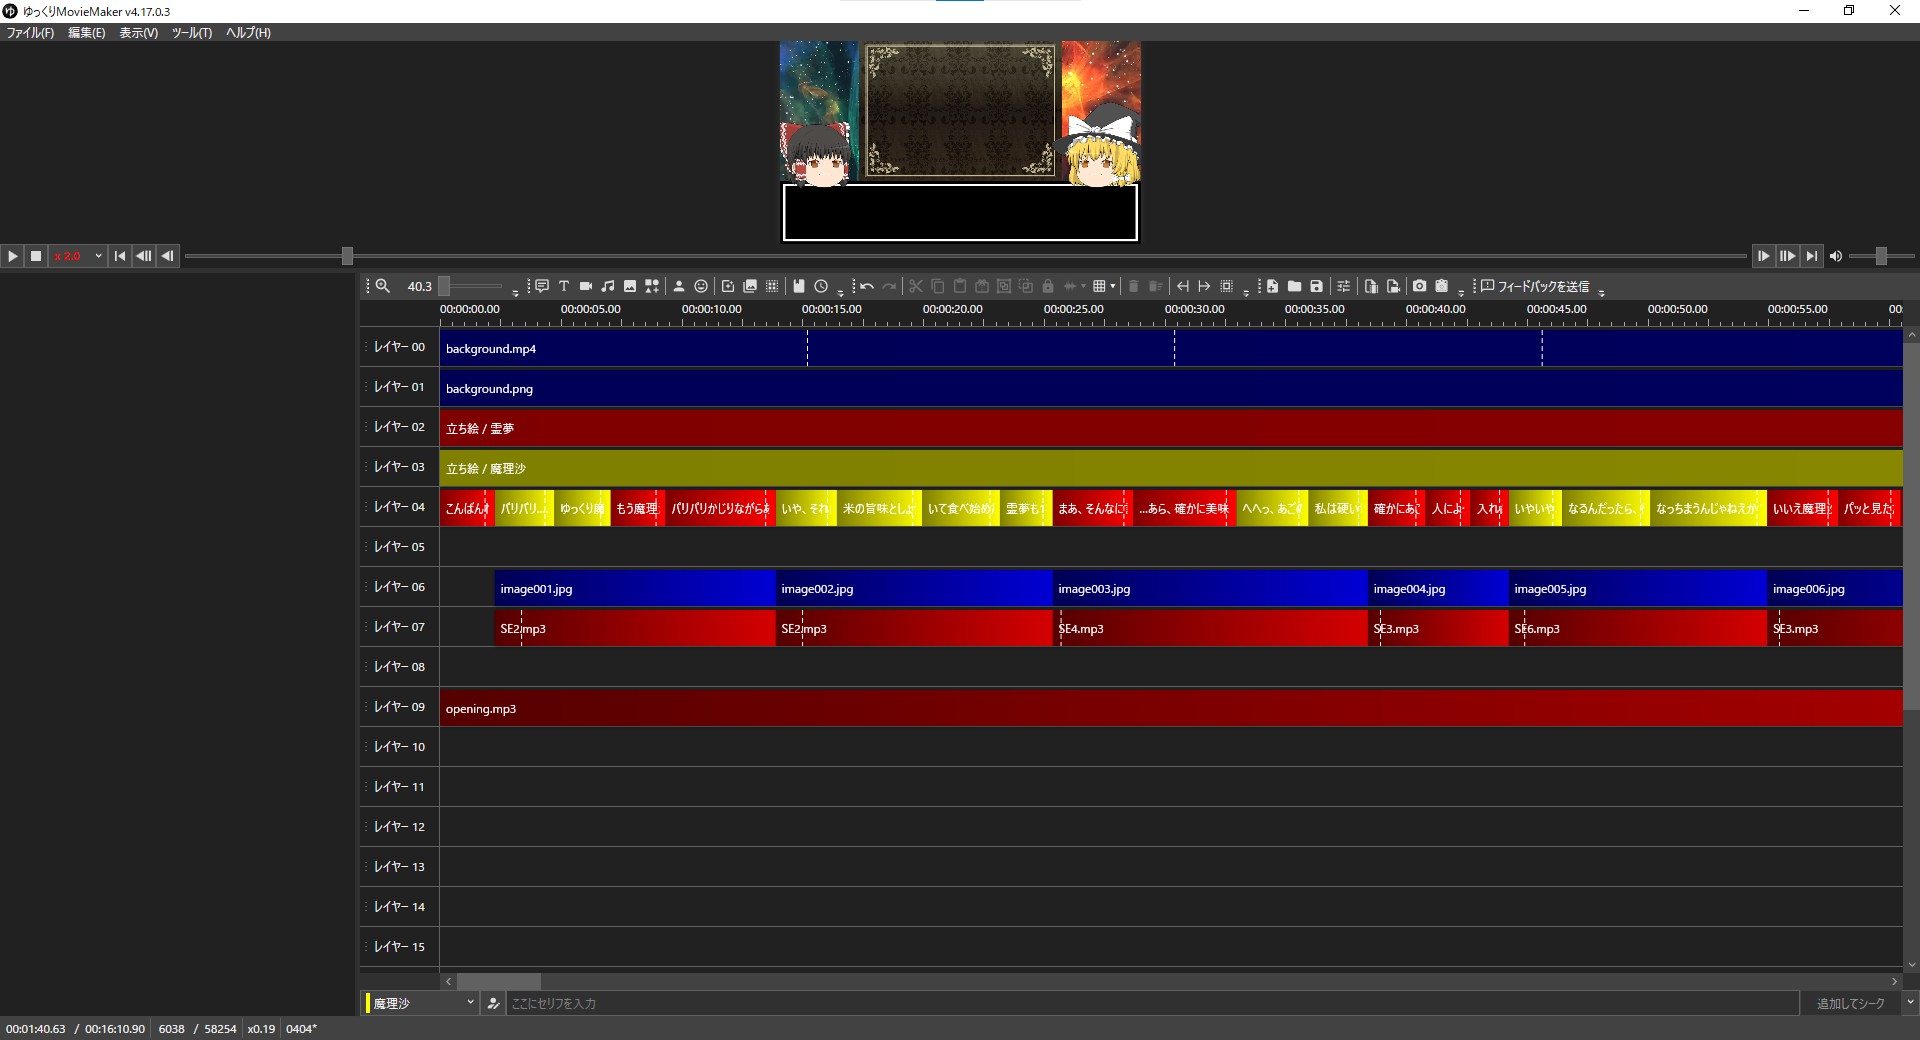 ゆっくりMovieMaker v4.17.0.3
ファイル(F) 編集(E) 表示(V) ツール(T) ヘルプ(H)
x 2.0
40.3
フィードバックを送信
00:00:00.00 00:00:05.00 00:00:10.00 00:00:15.00 00:00:20.00 00:00:25.00 00:00:30.00 00:00:35.00 00:00:40.00 00:00:45.00 00:00:50.00 00:00:55.00 00
レイヤー 00 background.mp4
レイヤー 01 background.png
レイヤー 02 立ち絵 / 霊夢
レイヤー 03 立ち絵 / 魔理沙
レイヤー 04 こんばん パリパリ... ゆっくり魔 もう魔理 パリパリかじりながら いや、それ 米の旨味とし いて食べ始め 霊夢も まあ、そんなに ...あら、確かに美味 へへっ、あご 私は硬い 確かにあ 人によ 入れ いやいや なるんだったら、 なっちまうんじゃねえか いいえ魔理 パッと見た
レイヤー 05
レイヤー 06 image001.jpg image002.jpg image003.jpg image004.jpg image005.jpg image006.jpg
レイヤー 07 SE2.mp3 SE2.mp3 SE4.mp3 SE3.mp3 SE6.mp3 SE3.mp3
レイヤー 08
レイヤー 09 opening.mp3
レイヤー 10
レイヤー 11
レイヤー 12
レイヤー 13
レイヤー 14
レイヤー 15
魔理沙 ここにセリフを入力 追加してシーク
00:01:40.63 / 00:16:10.90 6038 / 58254 x0.19 0404*